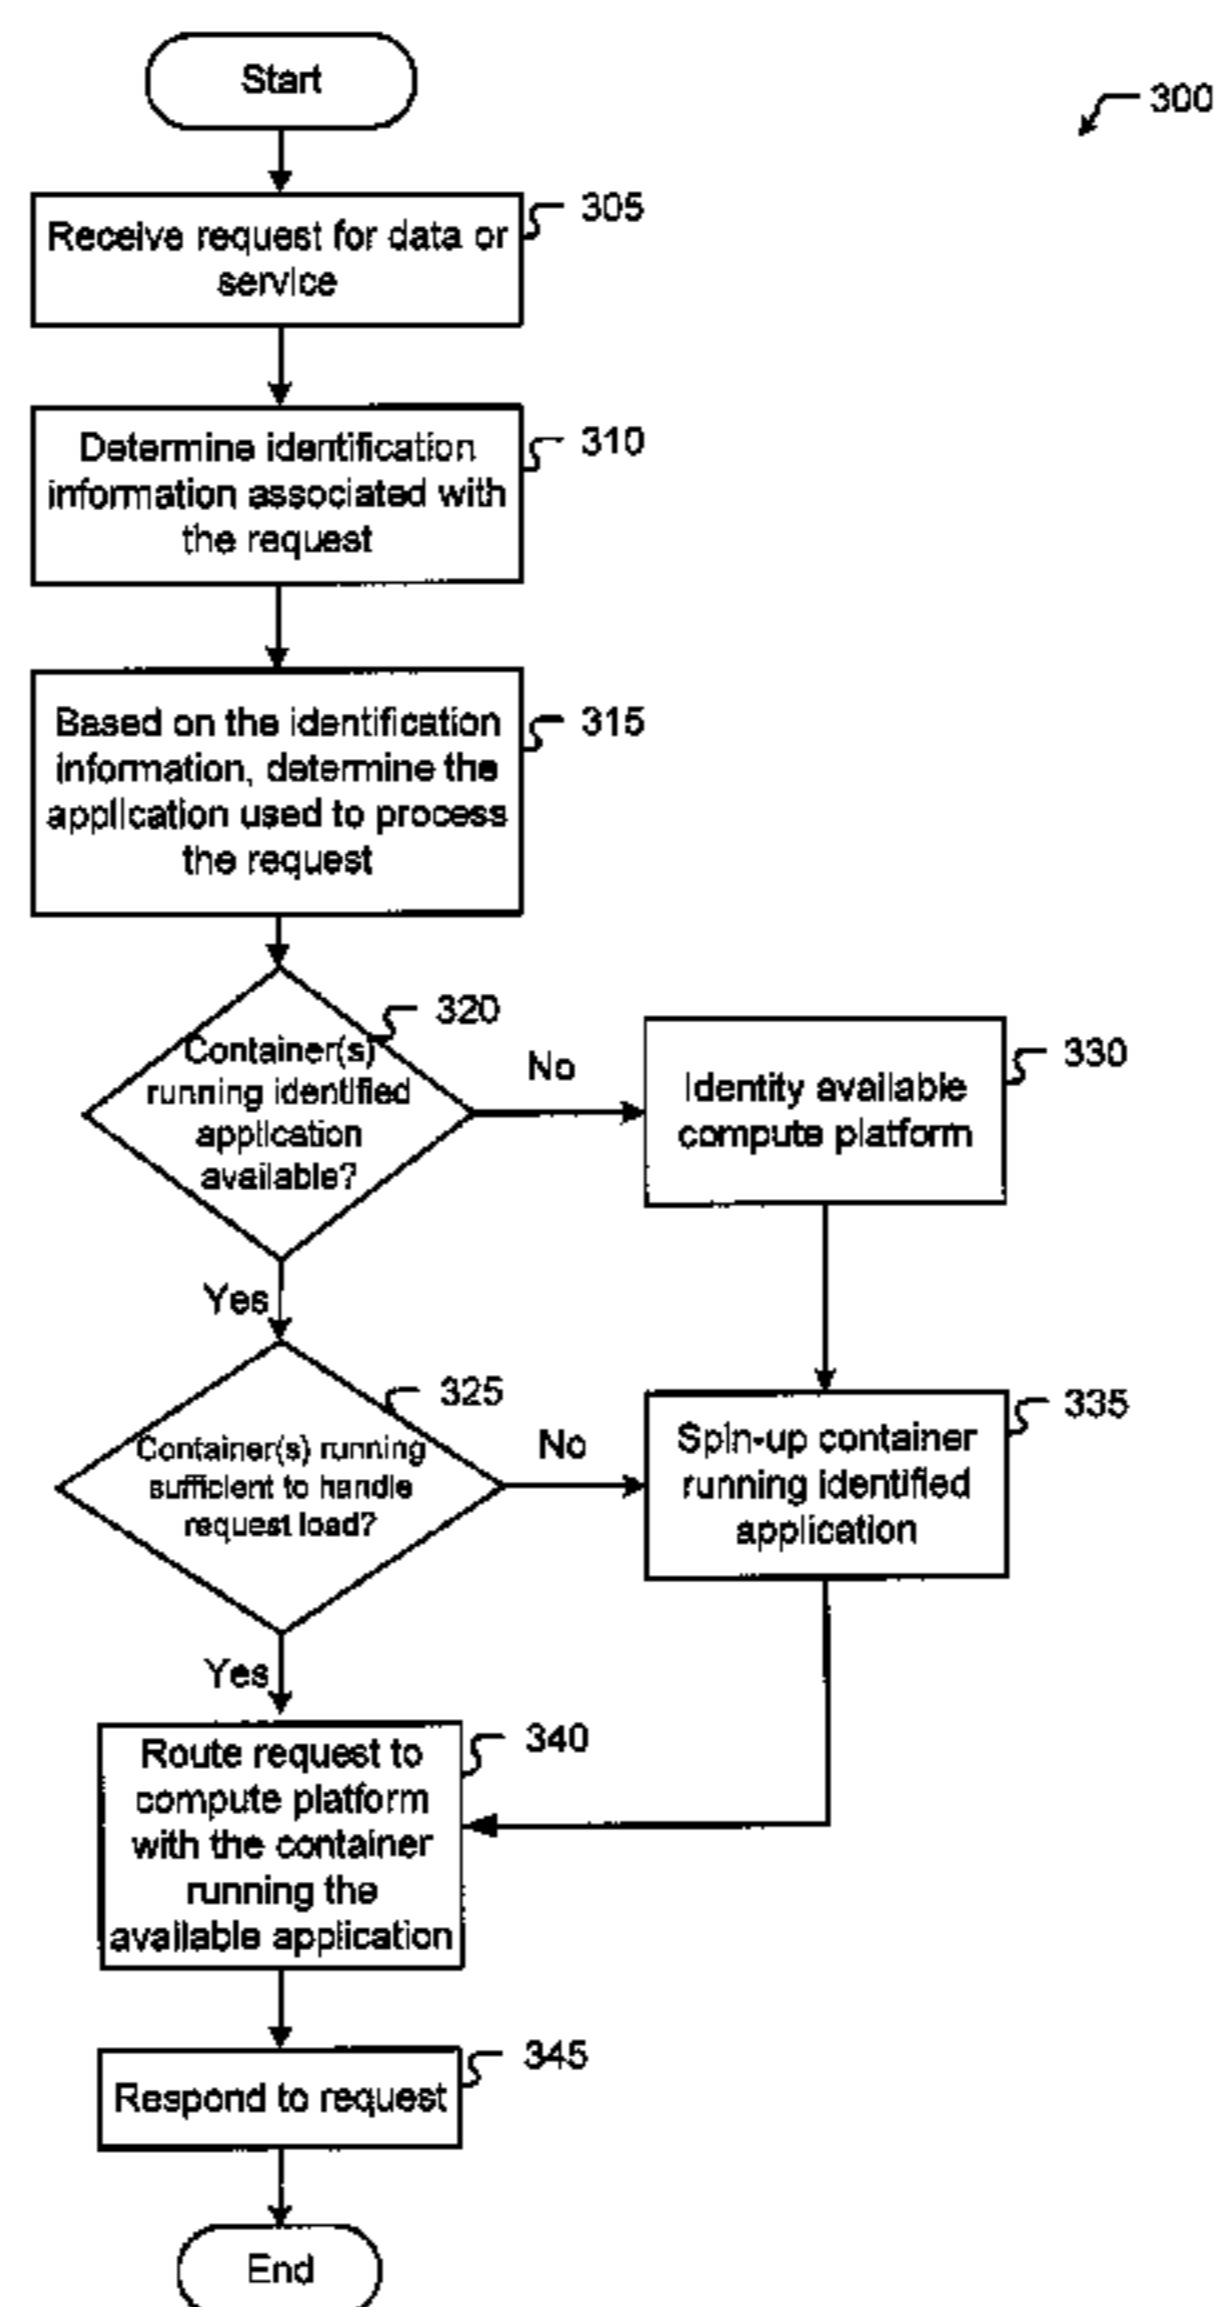 Start
300
305
Receive request for data or
service
310
Determine identification
information associated with
the request
315
Based on the identification
information, determine the
application used to process
the request
320
Container(s)
running identified
application
available?
No
330
Identity available
compute platform
Yes
325
Container(s) running
sufficient to handle
request load?
No
335
Spin-up container
running identified
application
Yes
340
Route request to
compute platform
with the container
running the
available application
345
Respond to request
End